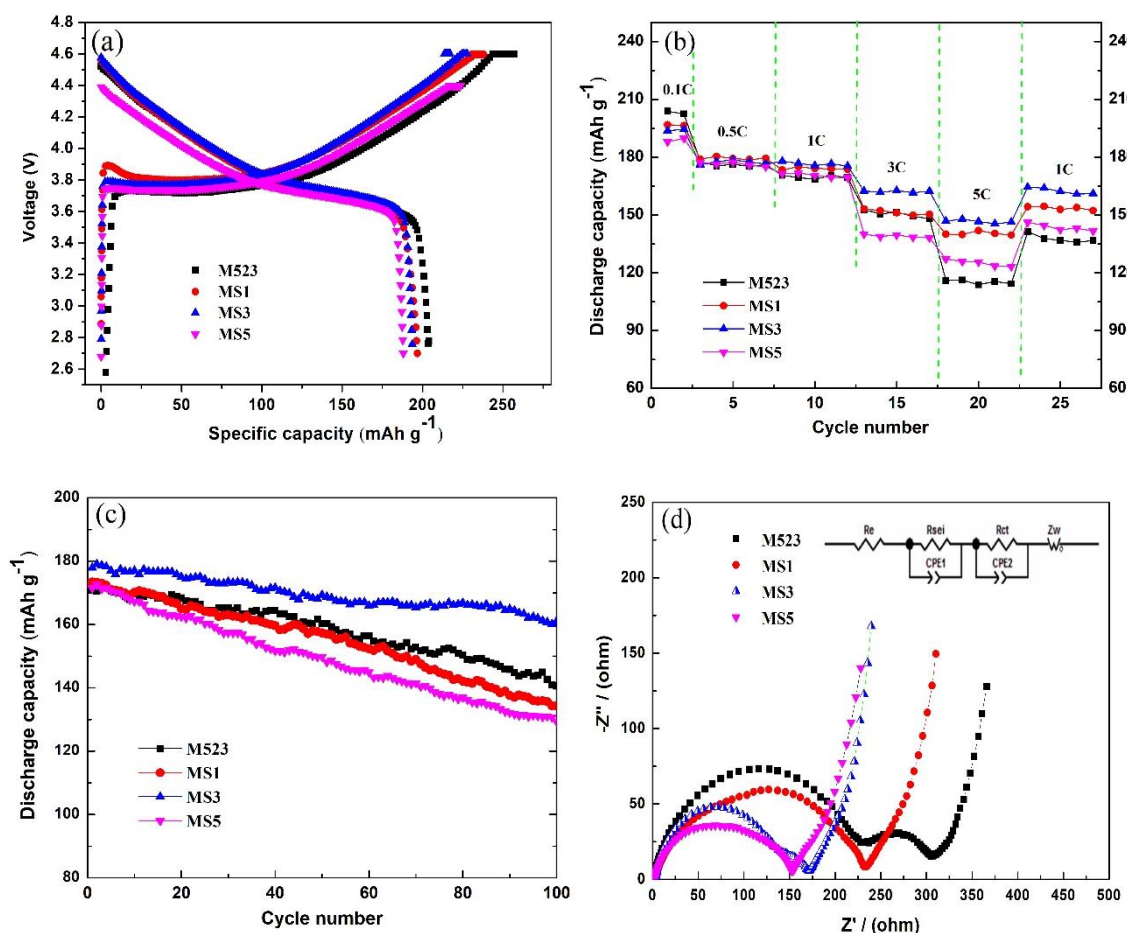 (a)
4.8
4.6
4.4
4.2
4.0
3.8
3.6
3.4
3.2
3.0
2.8
2.6
Voltage (V)
M523
MS1
MS3
MS5
0 50 100 150 200 250
Specific capacity (mAh g-1)
(b)
240
210
180
150
120
90
60
Discharge capacity (mAh g-1)
0.1C
0.5C
1C
3C
5C
1C
M523
MS1
MS3
MS5
24
21
18
15
12
90
60
0 5 10 15 20 25
Cycle number
(c)
200
180
160
140
120
100
80
Discharge capacity (mAh g-1)
M523
MS1
MS3
MS5
0 20 40 60 80 100
Cycle number
(d)
250
200
150
100
50
0
-Z" / (ohm)
M523
MS1
MS3
MS5
Re Rsei Rct Zw
CPE1 CPE2
0 50 100 150 200 250 300 350 400 450 500
Z' / (ohm)